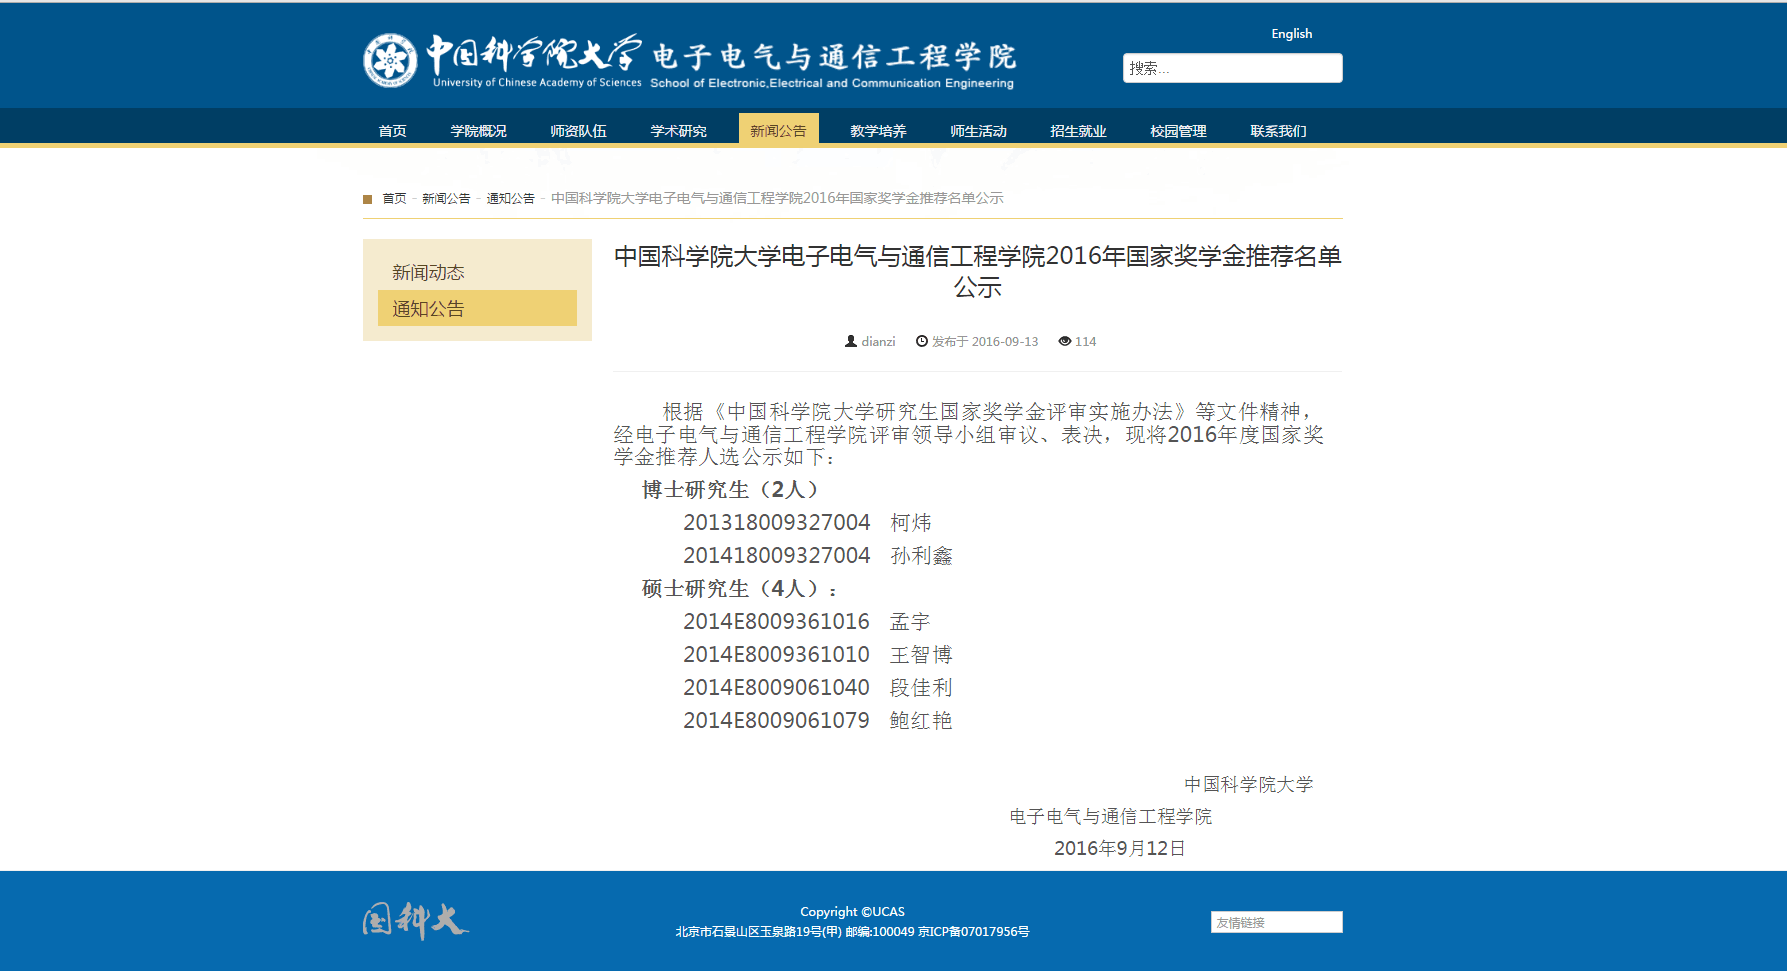 English
中国科学院大学 电子电气与通信工程学院
University of Chinese Academy of Sciences School of Electronic,Electrical and Communication Engineering
搜索...
首页 学院概况 师资队伍 学术研究 新闻公告 教学培养 师生活动 招生就业 校园管理 联系我们
首页 - 新闻公告 - 通知公告 - 中国科学院大学电子电气与通信工程学院2016年国家奖学金推荐名单公示
新闻动态
通知公告
中国科学院大学电子电气与通信工程学院2016年国家奖学金推荐名单
公示
dianzi 发布于 2016-09-13 114
根据《中国科学院大学研究生国家奖学金评审实施办法》等文件精神，
经电子电气与通信工程学院评审领导小组审议、表决，现将2016年度国家奖
学金推荐人选公示如下：
博士研究生（2人）
201318009327004 柯炜
201418009327004 孙利鑫
硕士研究生（4人）：
2014E8009361016 孟宇
2014E8009361010 王智博
2014E8009061040 段佳利
2014E8009061079 鲍红艳
中国科学院大学
电子电气与通信工程学院
2016年9月12日
国科大
Copyright ©UCAS
北京市石景山区玉泉路19号(甲) 邮编:100049 京ICP备07017956号
友情链接